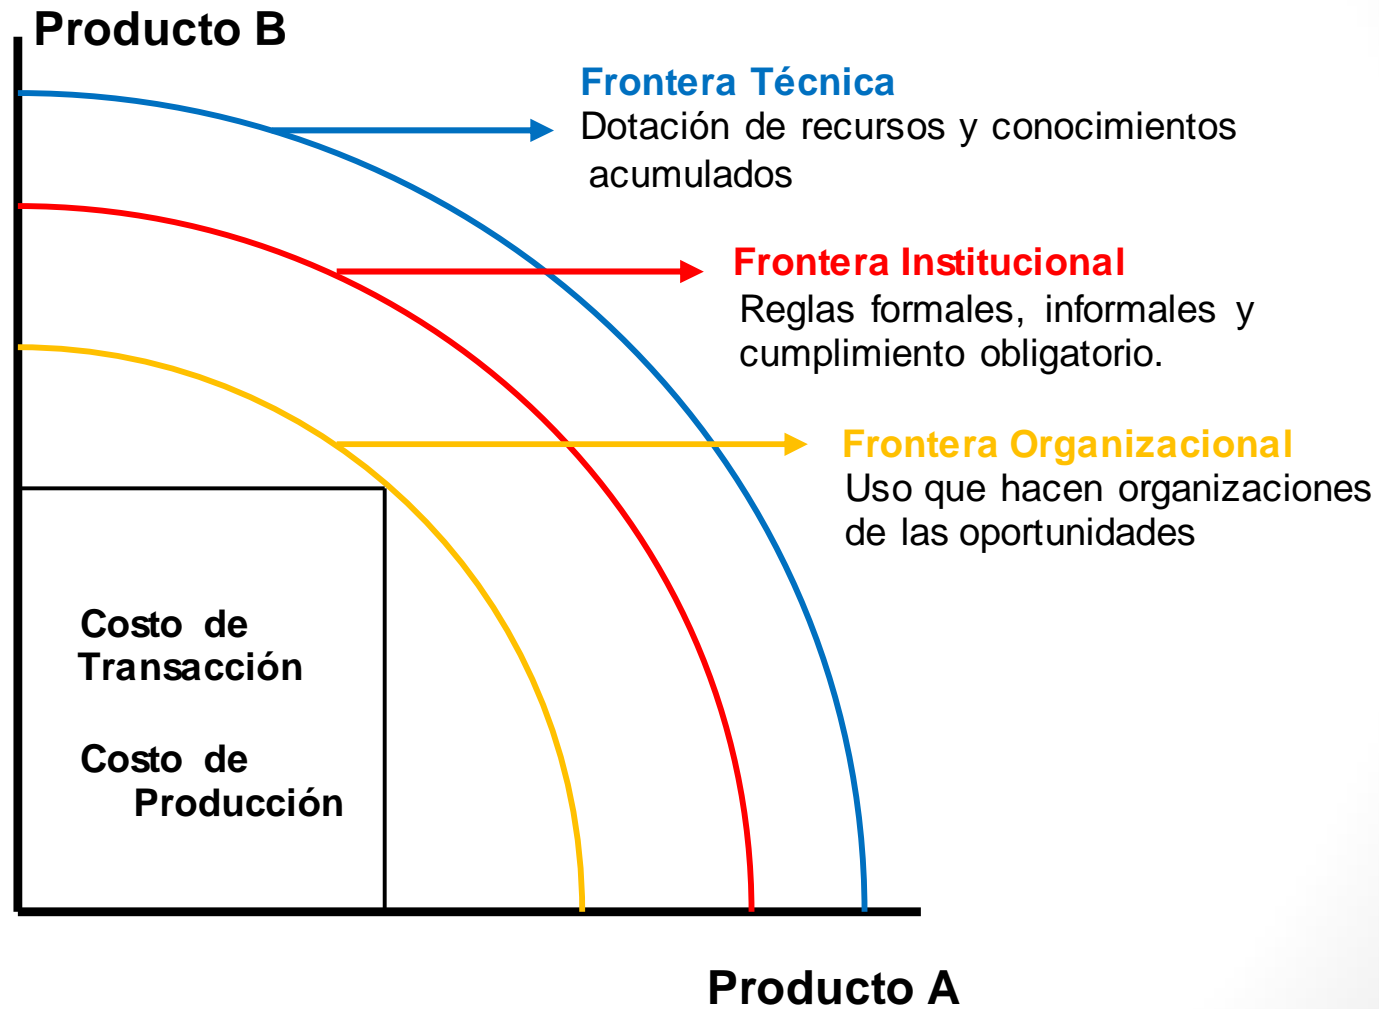 Producto B
Frontera Técnica
Dotación de recursos y conocimientos
acumulados
Frontera Institucional
Reglas formales, informales y
cumplimiento obligatorio.
Frontera Organizacional
Uso que hacen organizaciones
de las oportunidades
Costo de
Transacción
Costo de
Producción
Producto A